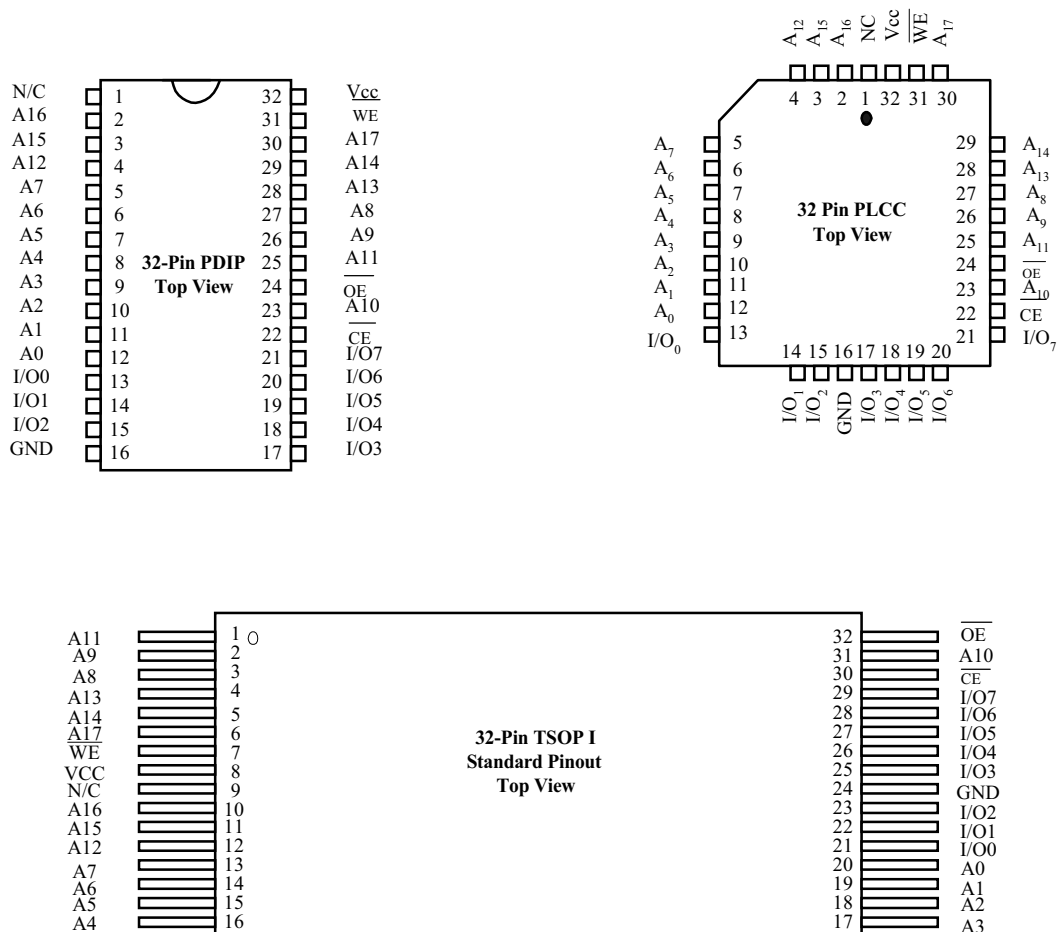 N/C 1 32 Vcc
A16 2 31 WE
A15 3 30 A17
A12 4 29 A14
A7 5 28 A13
A6 6 27 A8
A5 7 26 A9
A4 8 25 A11
A3 9 24 OE
A2 10 23 A10
A1 11 22 CE
A0 12 21 I/O7
I/O0 13 20 I/O6
I/O1 14 19 I/O5
I/O2 15 18 I/O4
GND 16 17 I/O3
32-Pin PDIP
Top View
A12 A15 A16 NC Vcc WE A17
4 3 2 1 32 31 30
A7 5 29 A14
A6 6 28 A13
A5 7 27 A8
A4 8 26 A9
A3 9 25 A11
A2 10 24 OE
A1 11 23 A10
A0 12 22 CE
I/O0 13 21 I/O7
32 Pin PLCC
Top View
14 15 16 17 18 19 20
I/O1 I/O2 GND I/O3 I/O4 I/O5 I/O6
A11 1 32 OE
A9 2 31 A10
A8 3 30 CE
A13 4 29 I/O7
A14 5 28 I/O6
A17 6 27 I/O5
WE 7 26 I/O4
VCC 8 25 I/O3
N/C 9 24 GND
A16 10 23 I/O2
A15 11 22 I/O1
A12 12 21 I/O0
A7 13 20 A0
A6 14 19 A1
A5 15 18 A2
A4 16 17 A3
32-Pin TSOP I
Standard Pinout
Top View